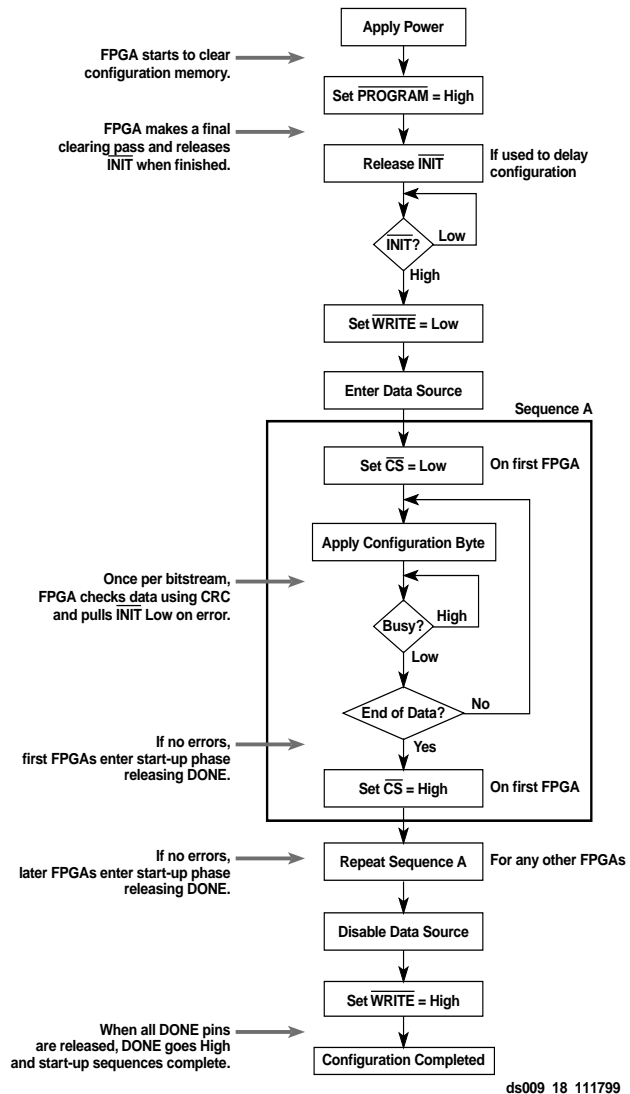 Apply Power
FPGA starts to clear
configuration memory.
Set PROGRAM = High
FPGA makes a final
clearing pass and releases
INIT when finished.
Release INIT
If used to delay
configuration
INIT?
Low
High
Set WRITE = Low
Enter Data Source
Sequence A
Set CS = Low
On first FPGA
Apply Configuration Byte
Once per bitstream,
FPGA checks data using CRC
and pulls INIT Low on error.
Busy?
High
Low
End of Data?
No
Yes
If no errors,
first FPGAs enter start-up phase
releasing DONE.
Set CS = High
On first FPGA
If no errors,
later FPGAs enter start-up phase
releasing DONE.
Repeat Sequence A
For any other FPGAs
Disable Data Source
Set WRITE = High
When all DONE pins
are released, DONE goes High
and start-up sequences complete.
Configuration Completed
ds009_18_111799